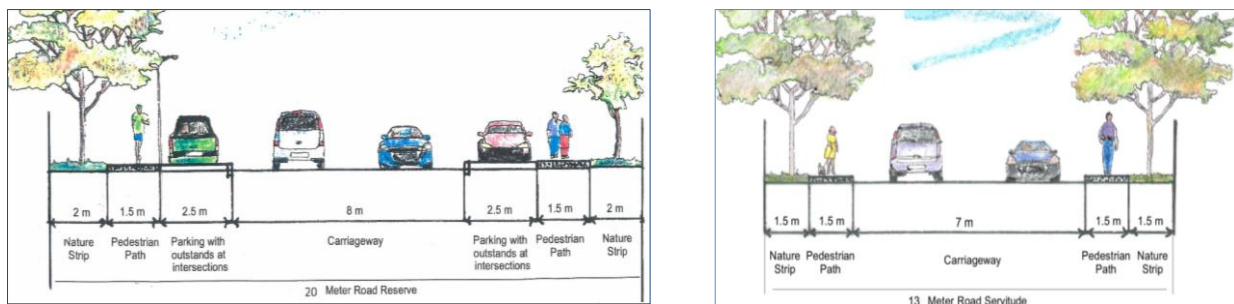 2 m 1.5 m 2.5 m 8 m 2.5 m 1.5 m 2 m
Nature Strip
Pedestrian Path
Parking with outstands at intersections
Carriageway
Parking with outstands at intersections
Pedestrian Path
Nature Strip
20 Meter Road Reserve
1.5 m 1.5 m 7 m 1.5 m 1.5 m
Nature Strip
Pedestrian Path
Carriageway
Pedestrian Path
Nature Strip
13 Meter Road Servitude